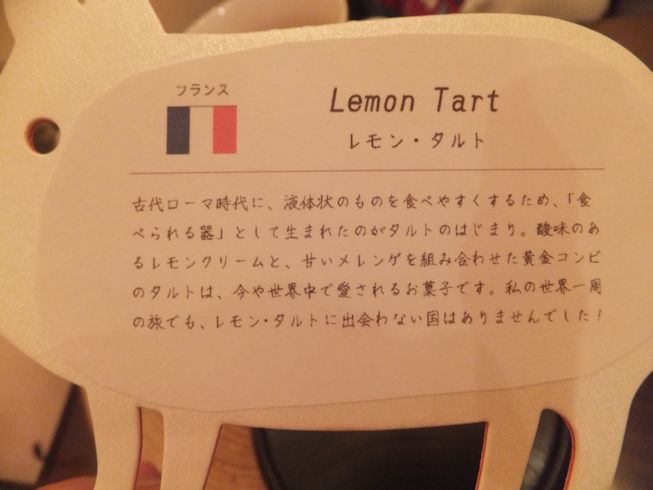 フランス
Lemon Tart
レモン・タルト
古代ローマ時代に、液体状のものを食べやすくするため、「食
べられる器」として生まれたのがタルトのはじまり。酸味のあ
るレモンクリームと、甘いメレンゲを組み合わせた黄金コンビ
のタルトは、今や世界中で愛されるお菓子です。私の世界一周
の旅でも、レモン・タルトに出会わない国はありませんでした！